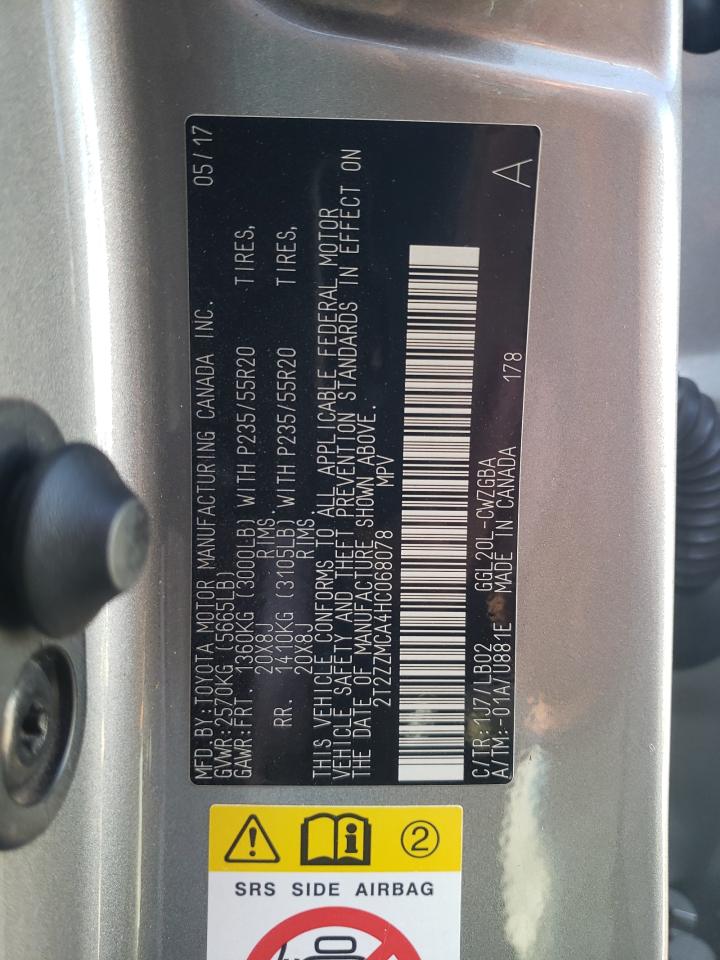 MFD. BY: TOYOTA MOTOR MANUFACTURING CANADA INC. 05/17
GVWR: 2570KG (5665LB)
GAWR: FRT. 1360KG (3000LB) WITH P235/55R20 TIRES,
20X8J RIMS
RR. 1410KG (3105LB) WITH P235/55R20 TIRES,
20X8J RIMS
THIS VEHICLE CONFORMS TO ALL APPLICABLE FEDERAL MOTOR
VEHICLE SAFETY AND THEFT PREVENTION STANDARDS IN EFFECT ON
THE DATE OF MANUFACTURE SHOWN ABOVE.
2T2ZZMCA4HC068078 MPV
C/TR: 1J7/LB02 GGL20L-CWZGBA
A/TM: -01A/U881E MADE IN CANADA 178 A
2
SRS SIDE AIRBAG